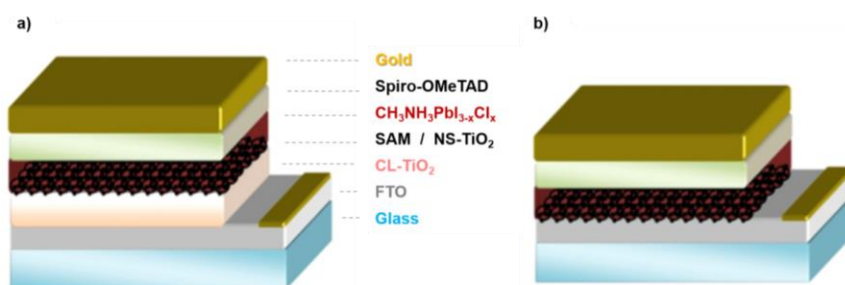 a)
b)
Gold
Spiro-OMeTAD
CH₃NH₃PbI₃₋ₓClₓ
SAM / NS-TiO₂
CL-TiO₂
FTO
Glass